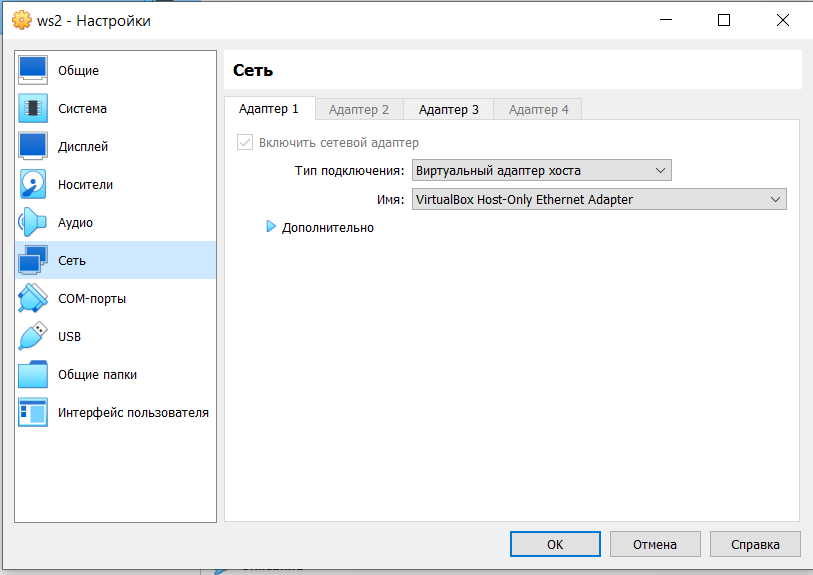 ws2 - Настройки
Общие
Система
Дисплей
Носители
Аудио
Сеть
COM-порты
USB
Общие папки
Интерфейс пользователя
Сеть
Адаптер 1 Адаптер 2 Адаптер 3 Адаптер 4
Включить сетевой адаптер
Тип подключения: Виртуальный адаптер хоста
Имя: VirtualBox Host-Only Ethernet Adapter
Дополнительно
OK Отмена Справка